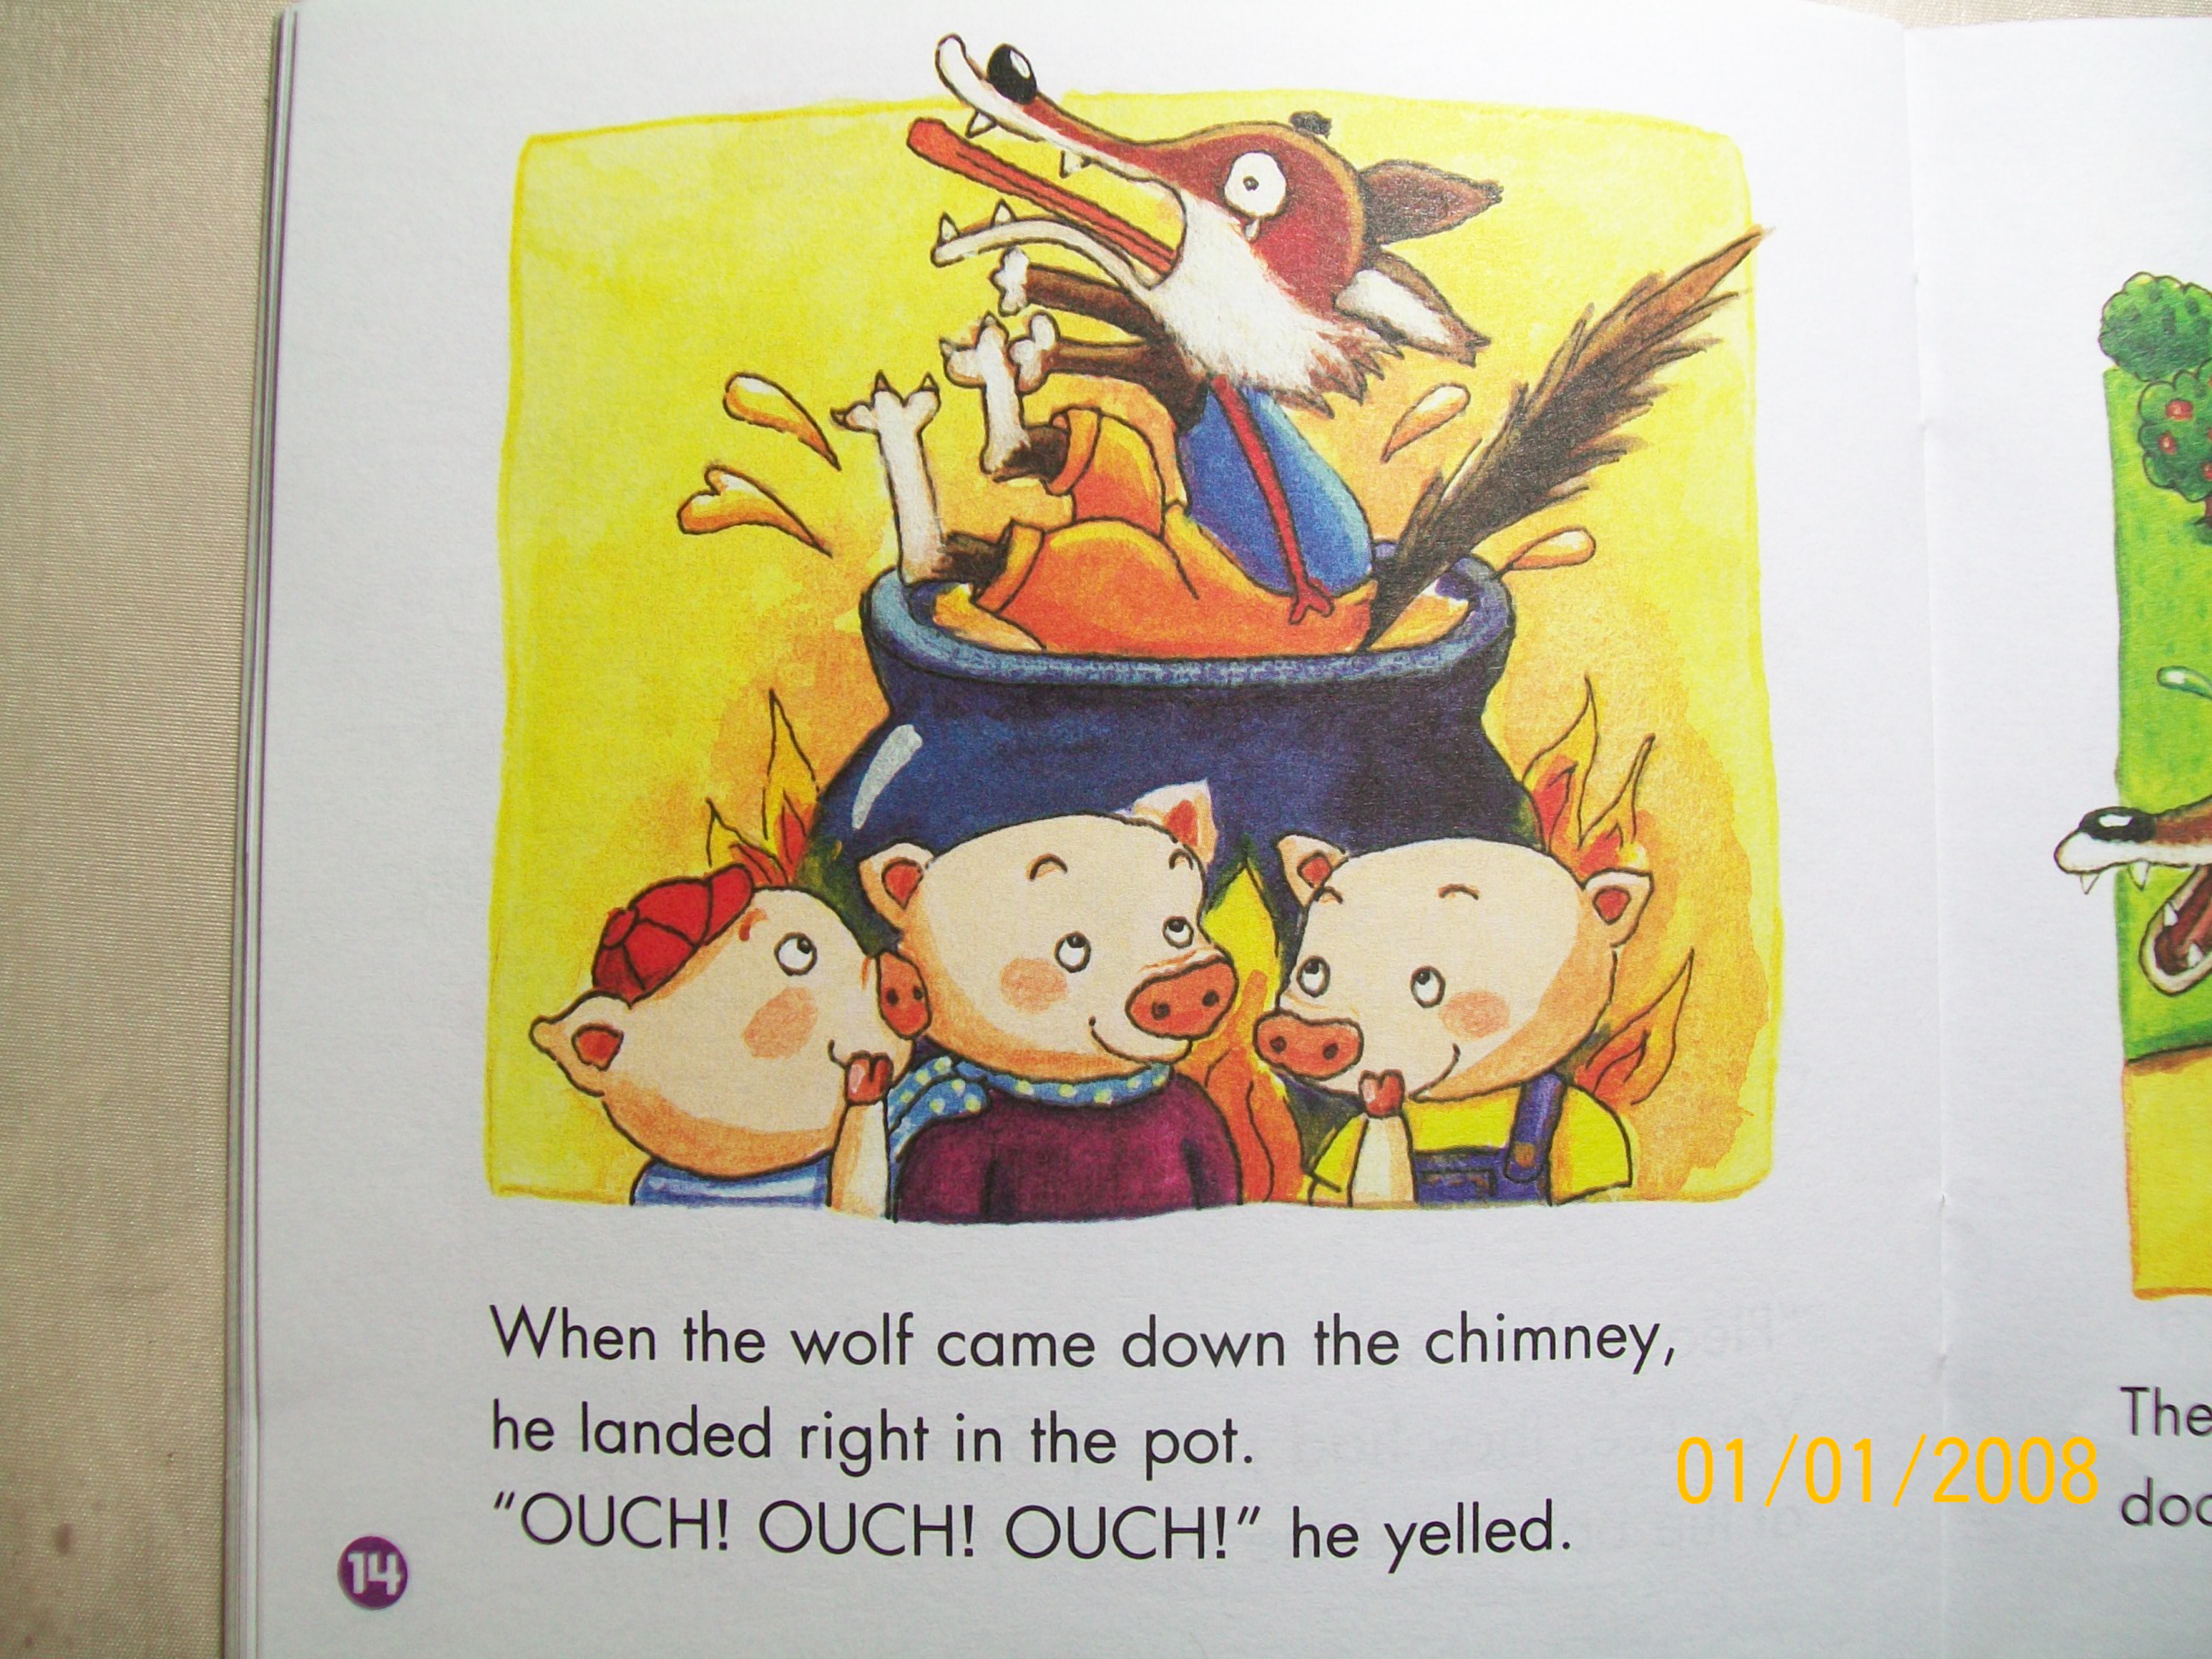 When the wolf came down the chimney,
he landed right in the pot.
“OUCH! OUCH! OUCH!” he yelled.
14
01/01/2008
The